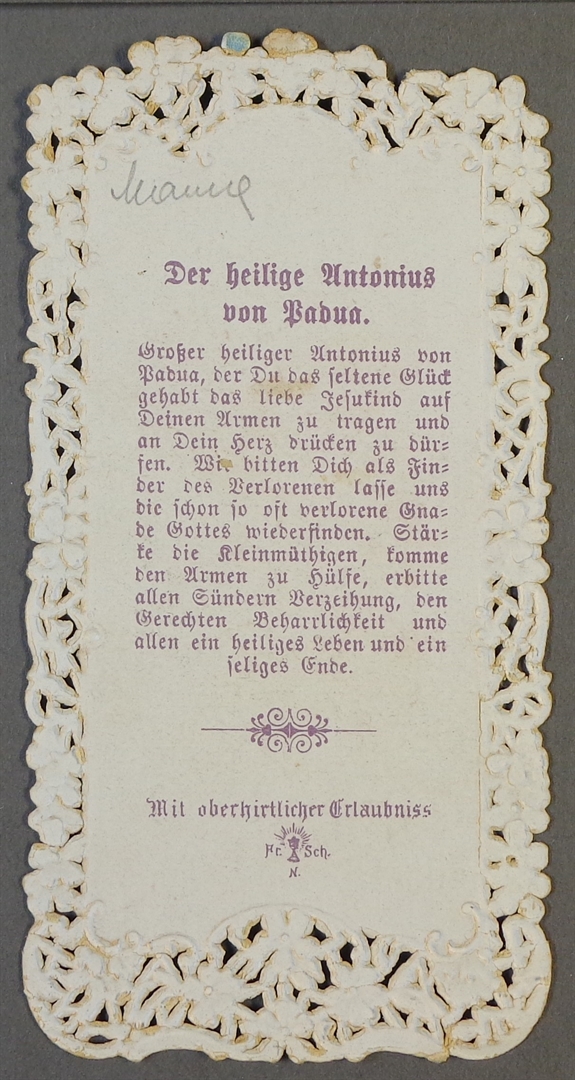 Der heilige Antonius
von Padua.
Großer heiliger Antonius von
Padua, der Du das seltene Glück
gehabt das liebe Jesukind auf
Deinen Armen zu tragen und
an Dein Herz drücken zu dür=
fen. Wir bitten Dich als Fin=
der des Verlorenen lasse uns
die schon so oft verlorene Gna=
de Gottes wiederfinden. Stär=
ke die Kleinmüthigen, komme
den Armen zu Hülfe, erbitte
allen Sündern Verzeihung, den
Gerechten Beharrlichkeit und
allen ein heiliges Leben und ein
seliges Ende.
Mit oberhirtlicher Erlaubniss
Fr. Sch.
N.